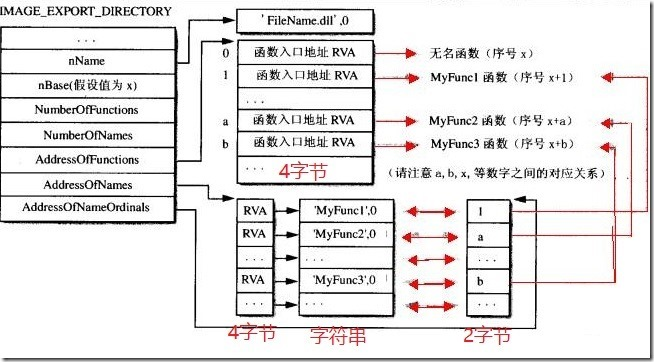 IMAGE_EXPORT_DIRECTORY
...
nName
nBase(假设值为 x)
NumberOfFunctions
NumberOfNames
AddressOfFunctions
AddressOfNames
AddressOfNameOrdinals
'FileName.dll',0
0 函数入口地址 RVA 无名函数（序号 x）
1 函数入口地址 RVA MyFunc1 函数（序号 x+1）
...
a 函数入口地址 RVA MyFunc2 函数（序号 x+a）
b 函数入口地址 RVA MyFunc3 函数（序号 x+b）
...
4字节
（请注意 a, b, x, 等数字之间的对应关系）
RVA 'MyFunc1',0 1
RVA 'MyFunc2',0 a
... ... ...
RVA 'MyFunc3',0 b
... ... ...
4字节 字符串 2字节